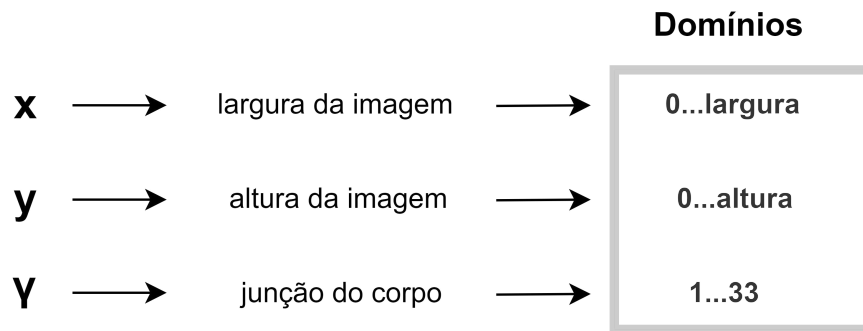 Domínios
x largura da imagem 0...largura
y altura da imagem 0...altura
γ junção do corpo 1...33